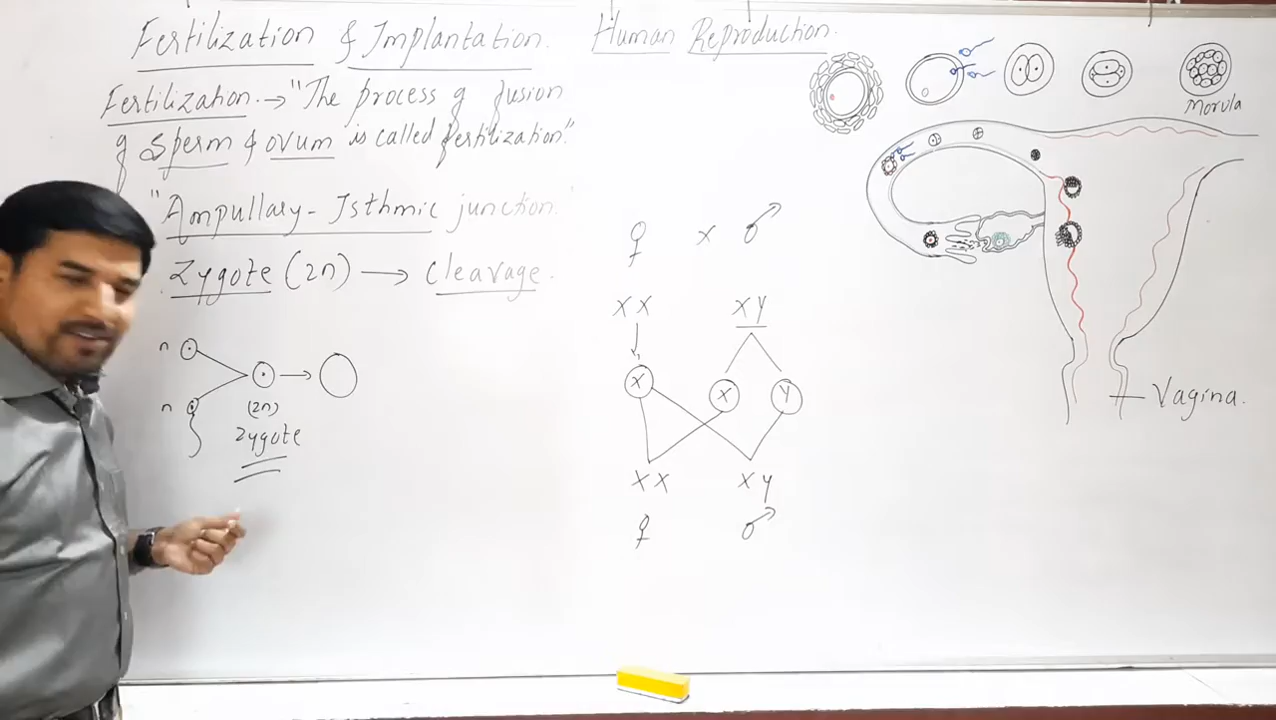 Fertilization & Implantation. Human Reproduction.
Fertilization. → "The process of fusion
of sperm & ovum is called fertilization"
"Ampullary - Isthmic junction"
Zygote (2n) → Cleavage.
n
n
(2n)
Zygote
♀ x ♂
XX XY
X X Y
XX XY
♀ ♂
Morula
Vagina.